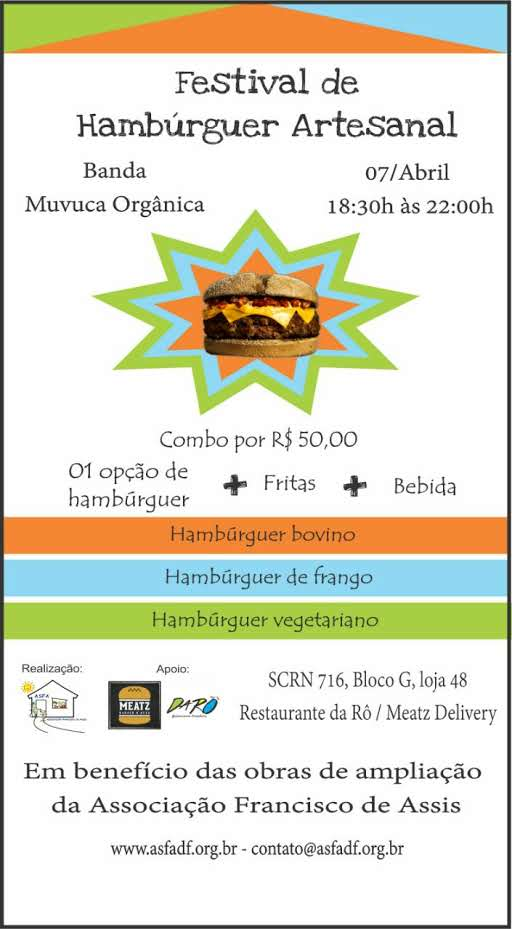 Festival de
Hambúrguer Artesanal
Banda
Muvuca Orgânica
07/Abril
18:30h às 22:00h
Combo por R$ 50,00
01 opção de
hambúrguer
+ Fritas + Bebida
Hambúrguer bovino
Hambúrguer de frango
Hambúrguer vegetariano
Realização:
ASFA
Apoio:
MEATZ
DARÔ
SCRN 716, Bloco G, loja 48
Restaurante da Rô / Meatz Delivery
Em benefício das obras de ampliação
da Associação Francisco de Assis
www.asfadf.org.br - contato@asfadf.org.br